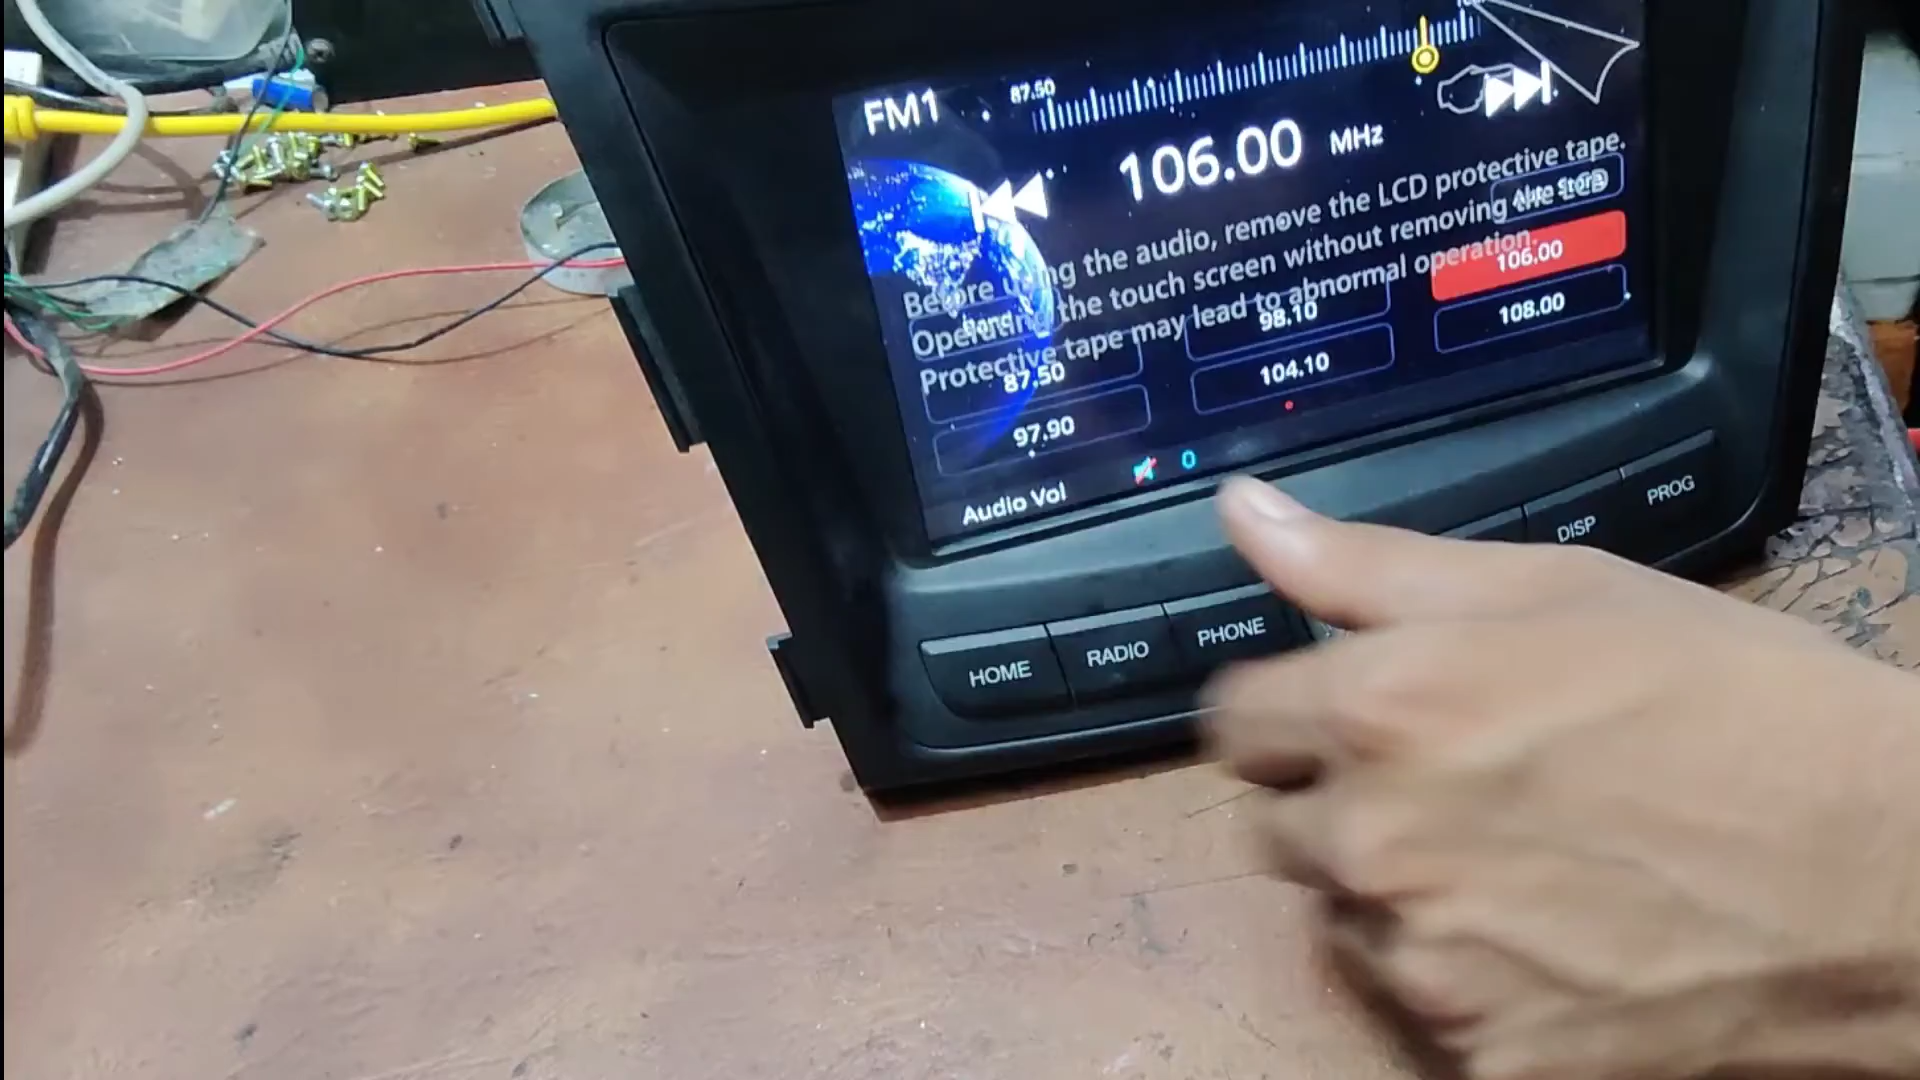 FM1
87.50
106.00 MHz
Before using the audio, remove the LCD protective tape.
Operating the touch screen without removing the LCD
Protective tape may lead to abnormal operation.
Auto Store
Band
87.50
98.10
106.00
97.90
104.10
108.00
Audio Vol
0
HOME
RADIO
PHONE
DISP
PROG